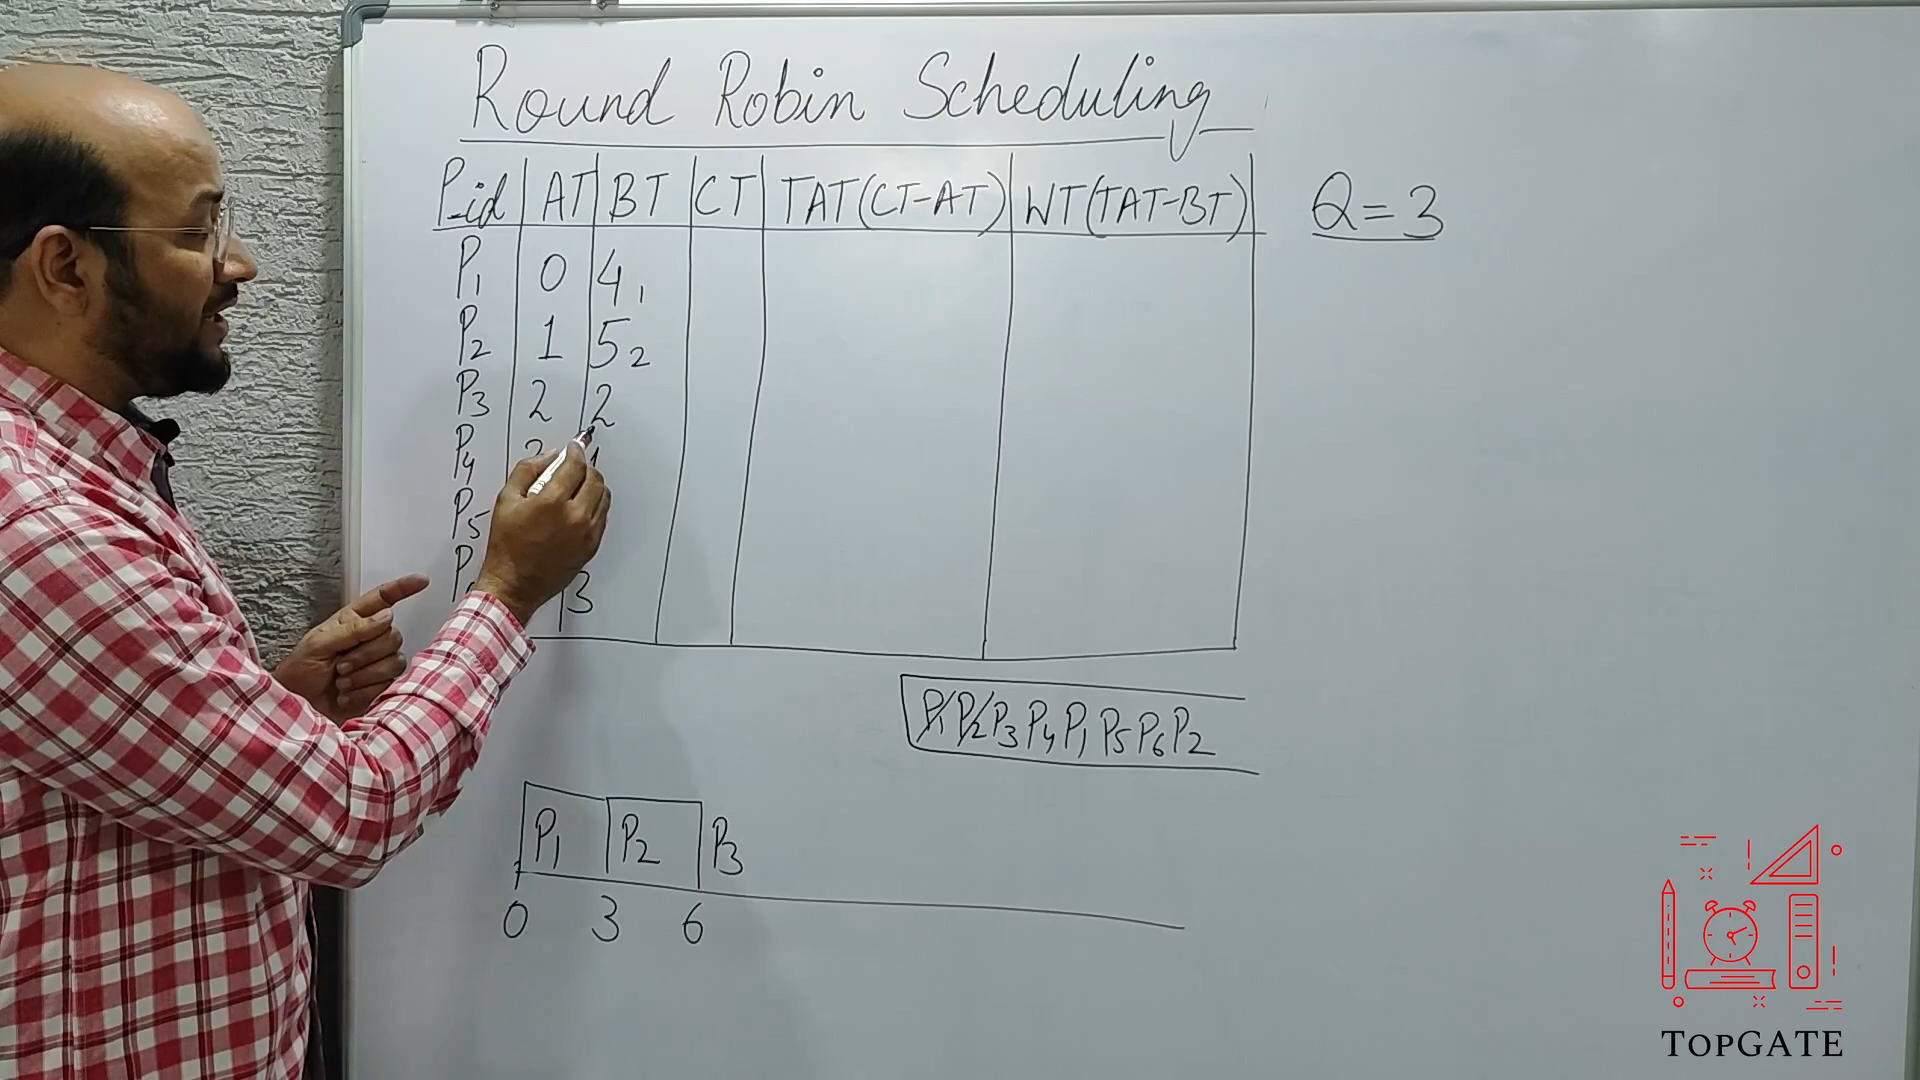 Round Robin Scheduling
P-id AT BT CT TAT(CT-AT) WT(TAT-BT) Q=3
P1 0 4 1
P2 1 5 2
P3 2 2
P4
P5
3
P1 P2 P3 P4 P1 P5 P6 P2
P1 P2 P3
0 3 6
TOPGATE